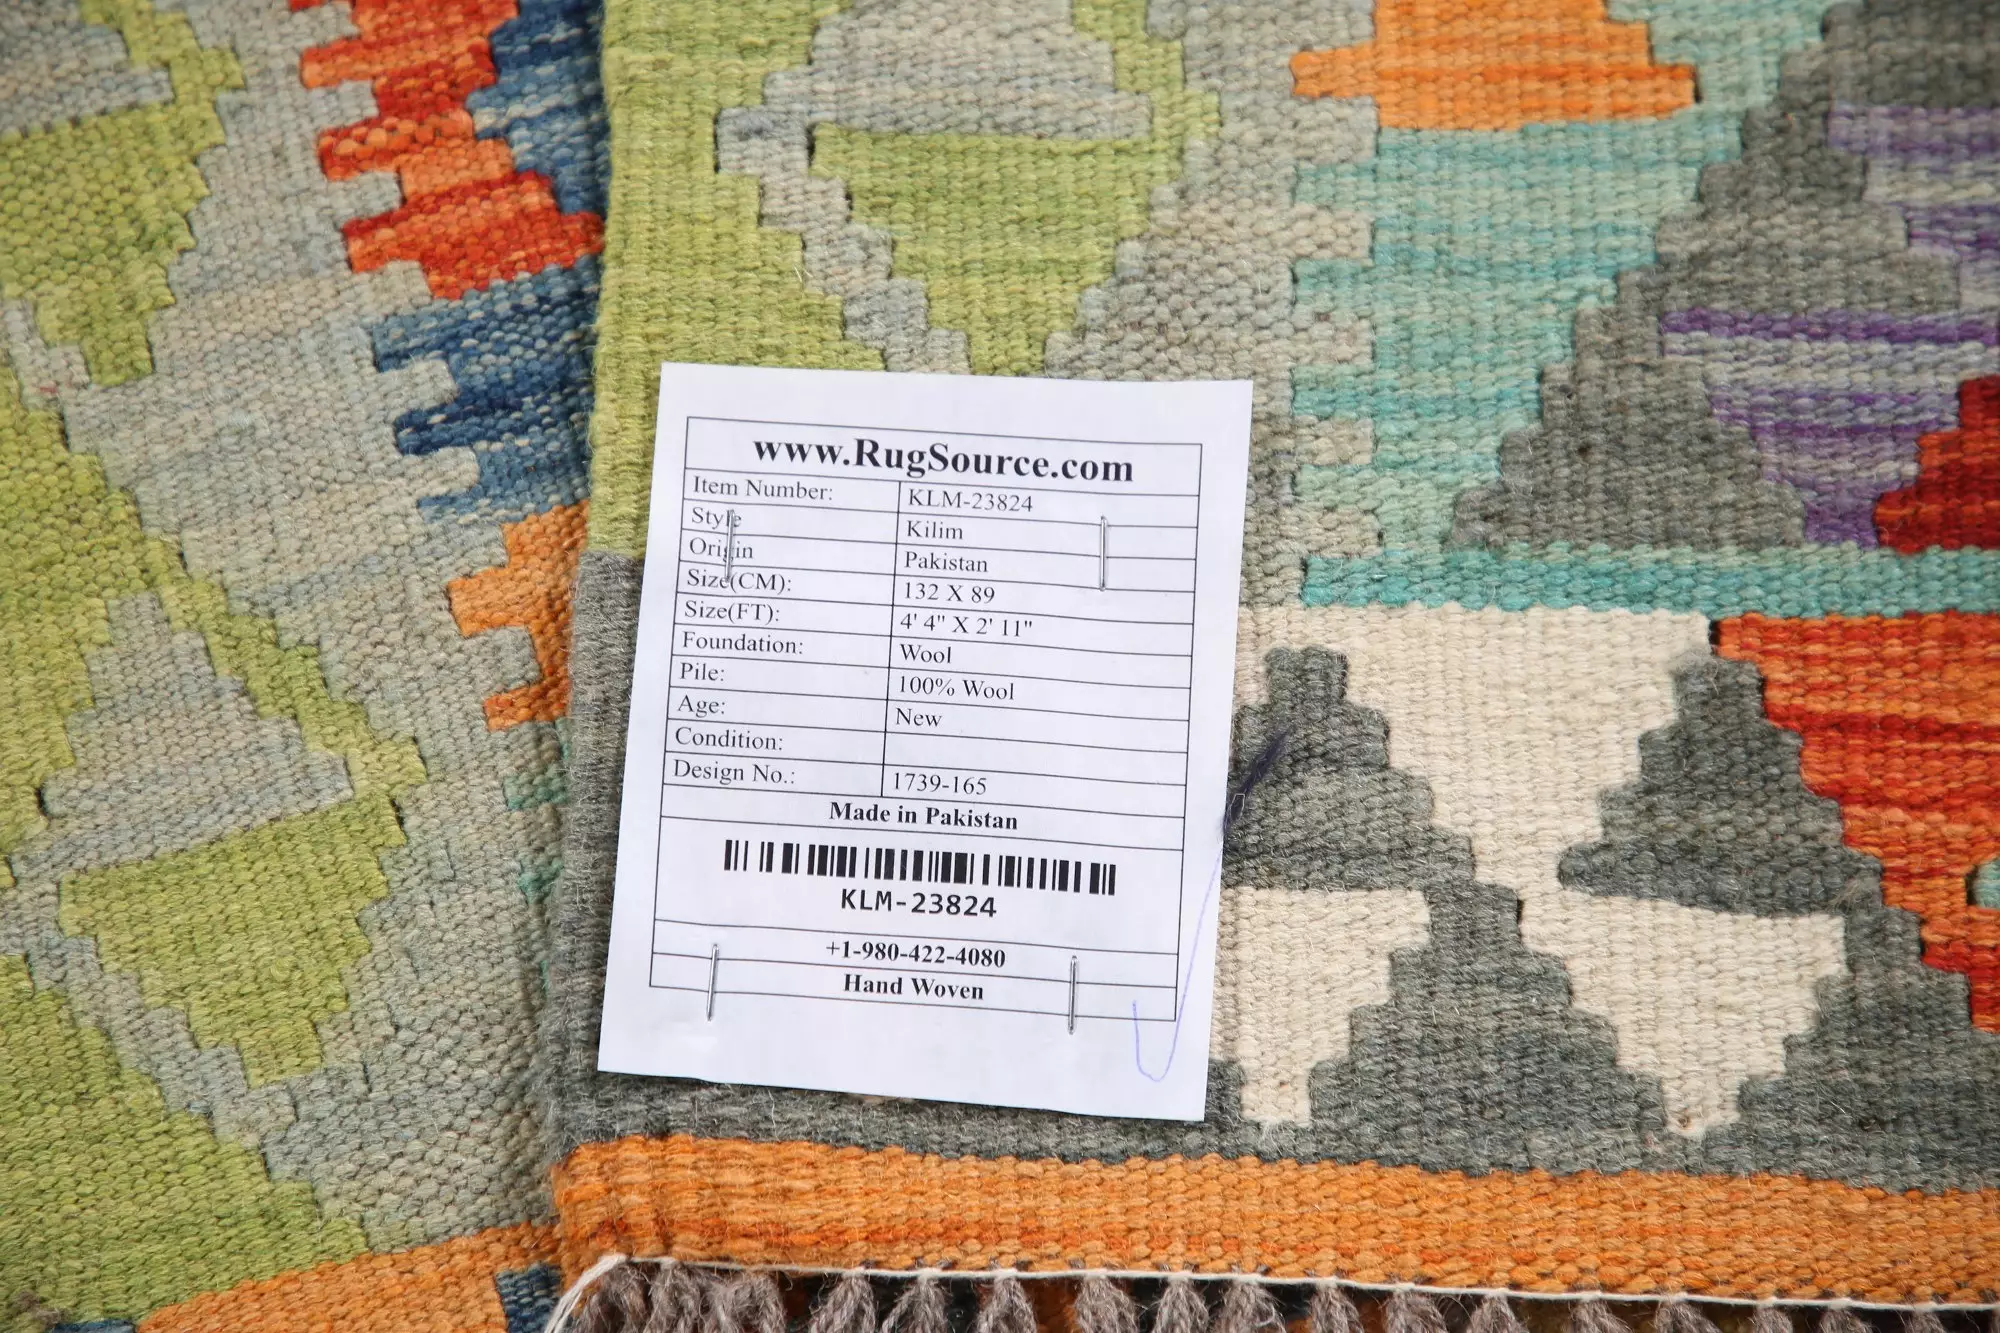 www.RugSource.com
Item Number: KLM-23824
Style Kilim
Origin Pakistan
Size(CM): 132 X 89
Size(FT): 4' 4" X 2' 11"
Foundation: Wool
Pile: 100% Wool
Age: New
Condition:
Design No.: 1739-165
Made in Pakistan
KLM-23824
+1-980-422-4080
Hand Woven